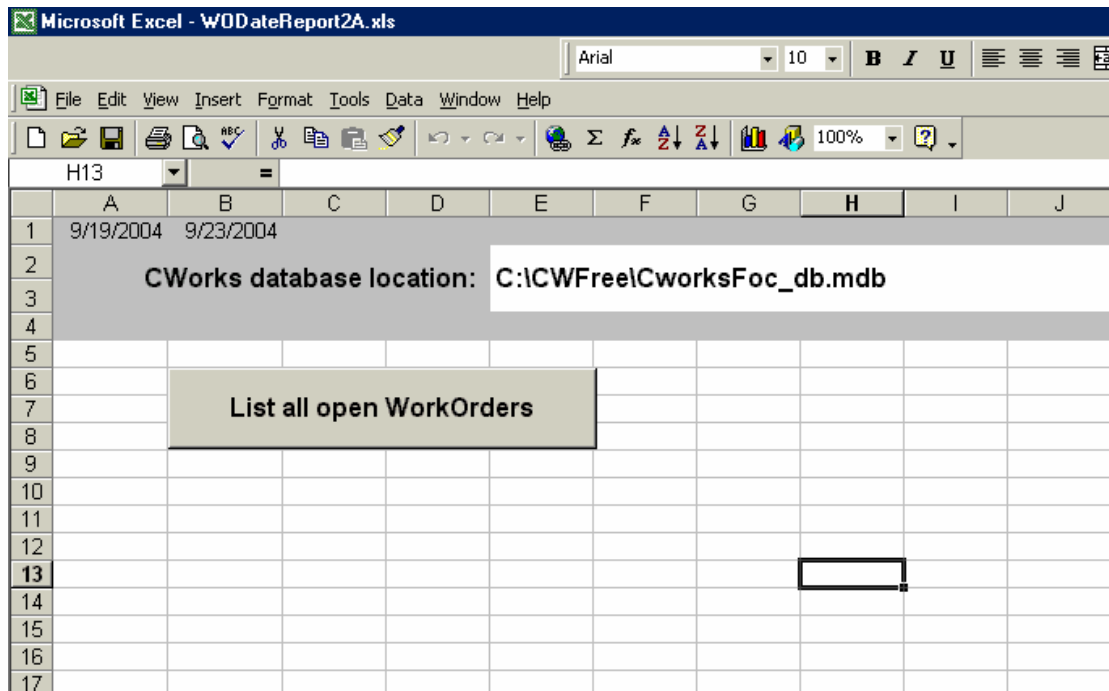 Microsoft Excel - WODateReport2A.xls
Arial 10 B I U
File Edit View Insert Format Tools Data Window Help
ABC Σ fx A Z Z A 100% ?
H13 =
A B C D E F G H I J
1 9/19/2004 9/23/2004
2 CWorks database location: C:\CWFree\CworksFoc_db.mdb
3
4
5
6
7 List all open WorkOrders
8
9
10
11
12
13
14
15
16
17